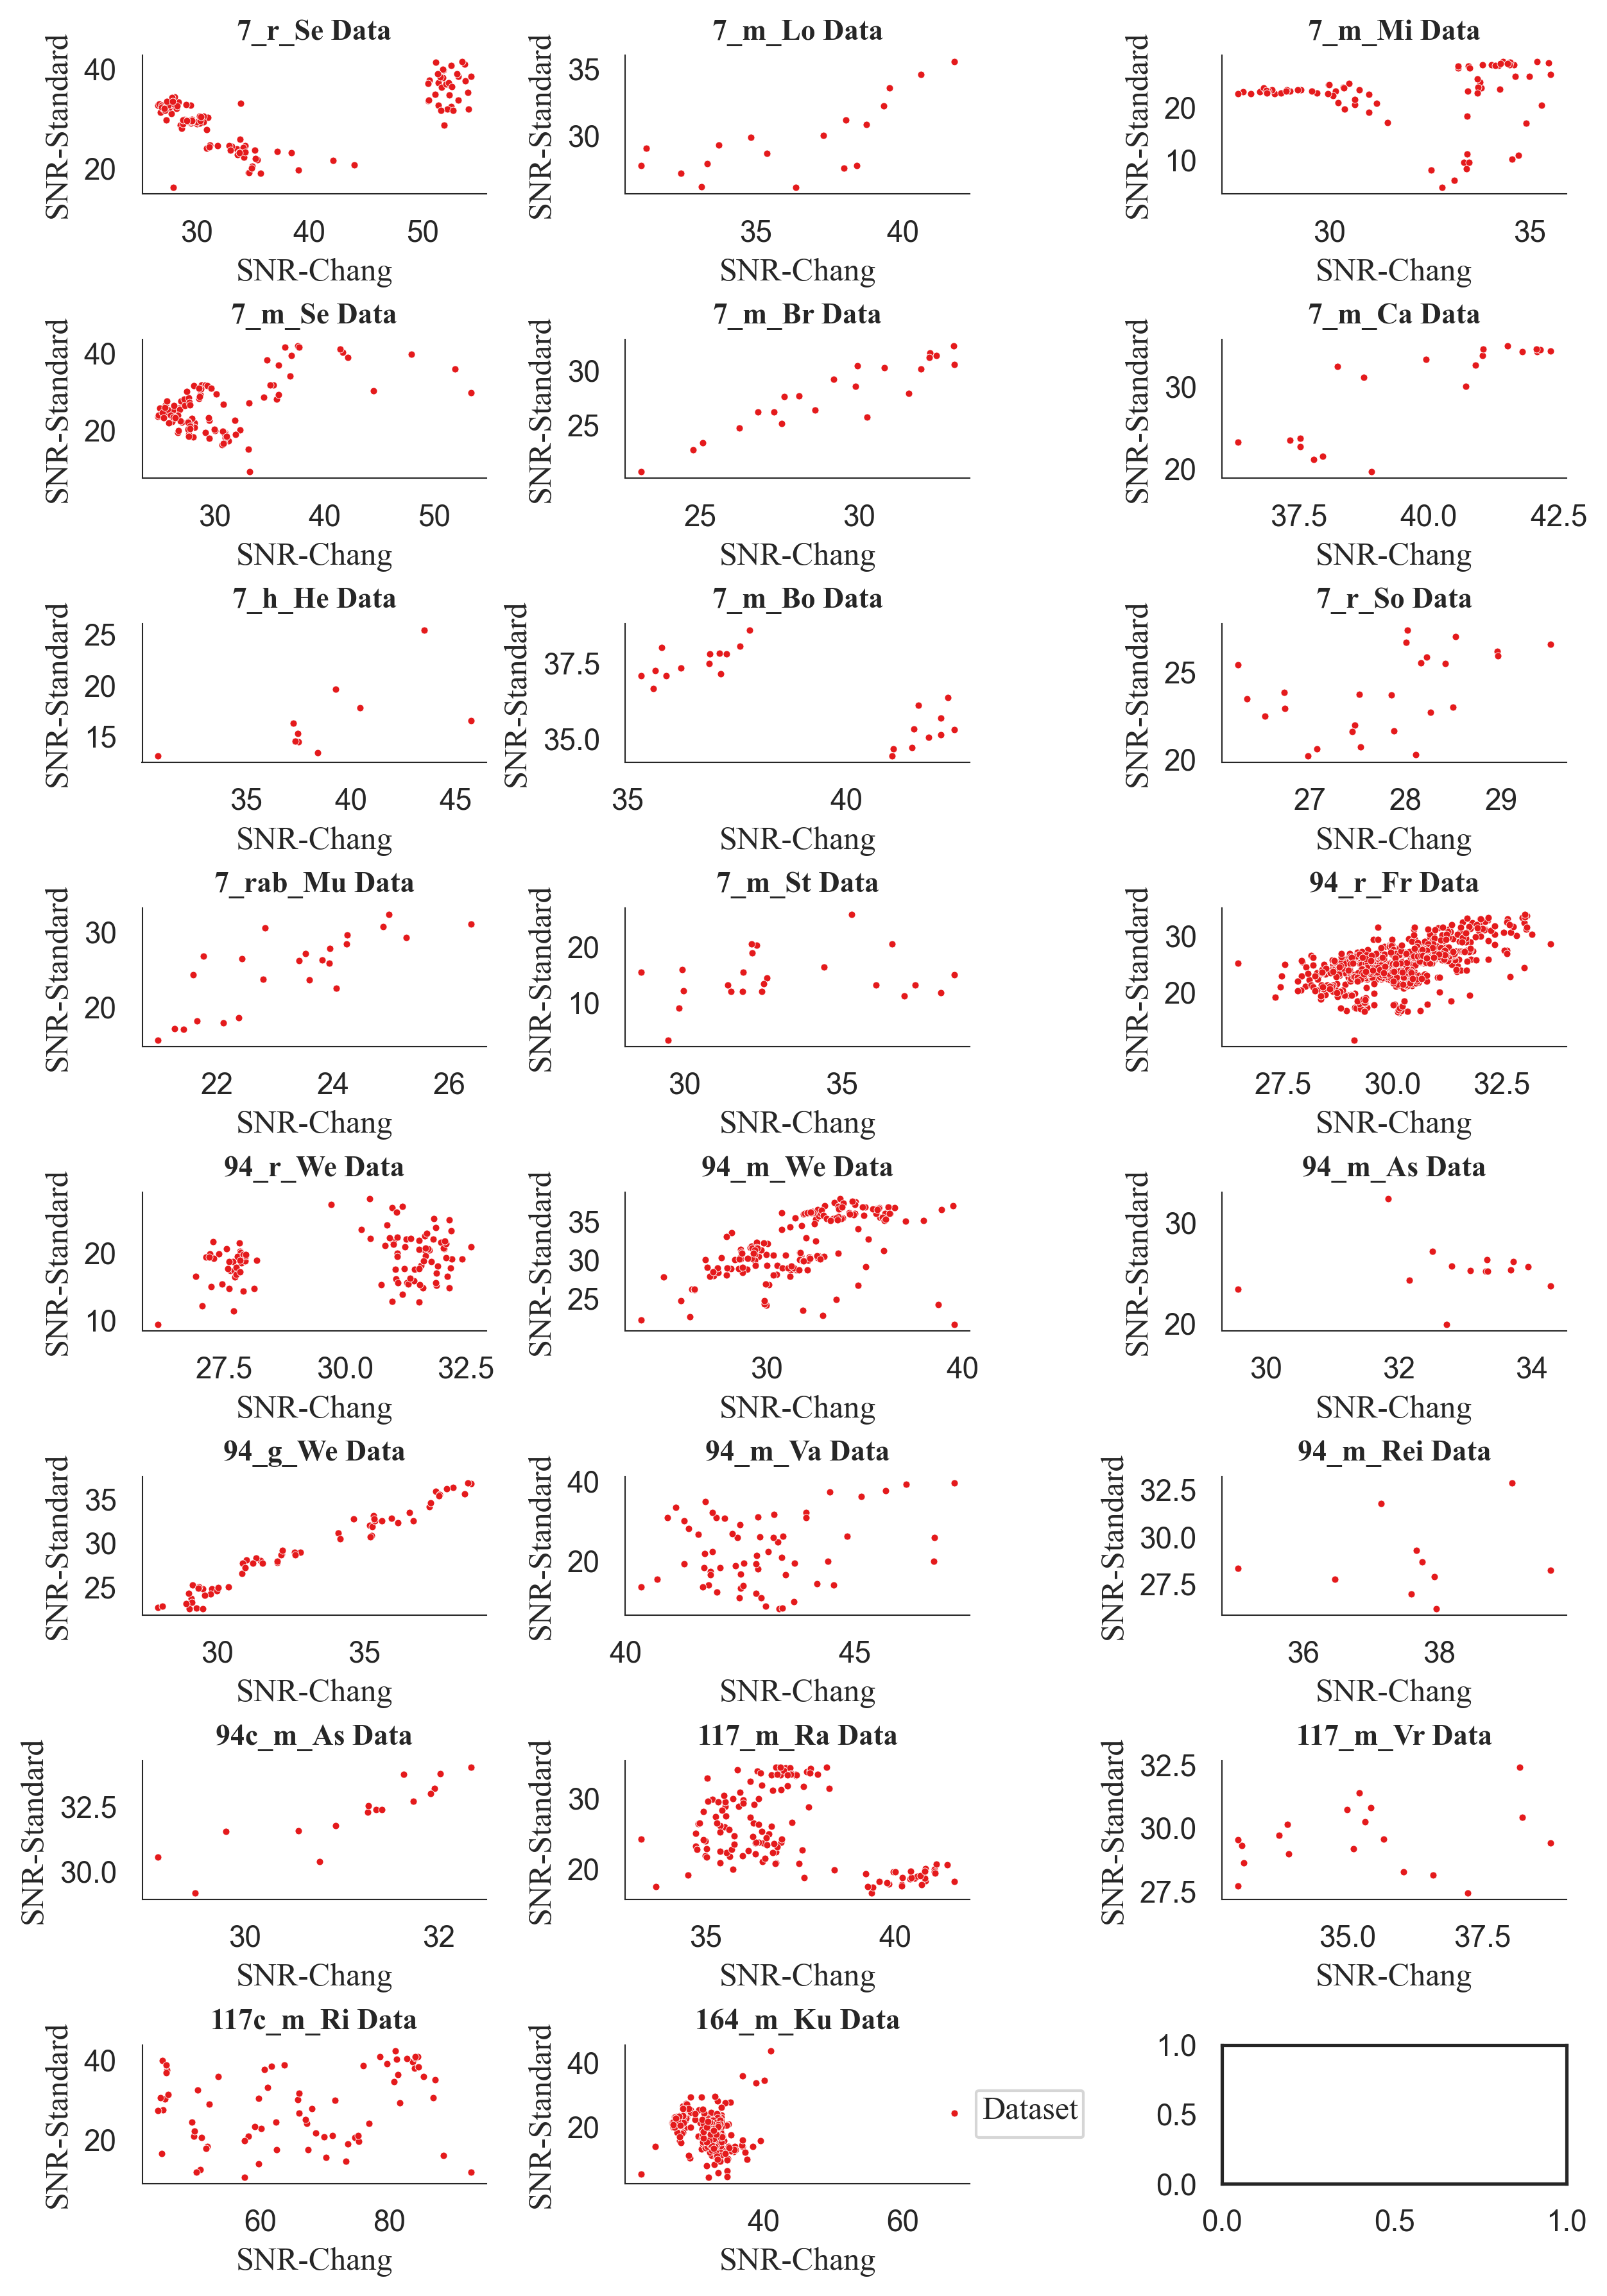 7_r_Se Data
SNR-Standard
40
20
30 40 50
SNR-Chang
7_m_Lo Data
SNR-Standard
35
30
35 40
SNR-Chang
7_m_Mi Data
SNR-Standard
20
10
30 35
SNR-Chang
7_m_Se Data
SNR-Standard
40
20
30 40 50
SNR-Chang
7_m_Br Data
SNR-Standard
30
25
25 30
SNR-Chang
7_m_Ca Data
SNR-Standard
30
20
37.5 40.0 42.5
SNR-Chang
7_h_He Data
SNR-Standard
25
20
15
35 40 45
SNR-Chang
7_m_Bo Data
SNR-Standard
37.5
35.0
35 40
SNR-Chang
7_r_So Data
SNR-Standard
25
20
27 28 29
SNR-Chang
7_rab_Mu Data
SNR-Standard
30
20
22 24 26
SNR-Chang
7_m_St Data
SNR-Standard
20
10
30 35
SNR-Chang
94_r_Fr Data
SNR-Standard
30
20
27.5 30.0 32.5
SNR-Chang
94_r_We Data
SNR-Standard
20
10
27.5 30.0 32.5
SNR-Chang
94_m_We Data
SNR-Standard
35
30
25
30 40
SNR-Chang
94_m_As Data
SNR-Standard
30
20
30 32 34
SNR-Chang
94_g_We Data
SNR-Standard
35
30
25
30 35
SNR-Chang
94_m_Va Data
SNR-Standard
40
20
40 45
SNR-Chang
94_m_Rei Data
SNR-Standard
32.5
30.0
27.5
36 38
SNR-Chang
94c_m_As Data
SNR-Standard
32.5
30.0
30 32
SNR-Chang
117_m_Ra Data
SNR-Standard
30
20
35 40
SNR-Chang
117_m_Vr Data
SNR-Standard
32.5
30.0
27.5
35.0 37.5
SNR-Chang
117c_m_Ri Data
SNR-Standard
40
20
60 80
SNR-Chang
164_m_Ku Data
SNR-Standard
40
20
40 60
SNR-Chang
Dataset
1.0
0.5
0.0
0.0 0.5 1.0